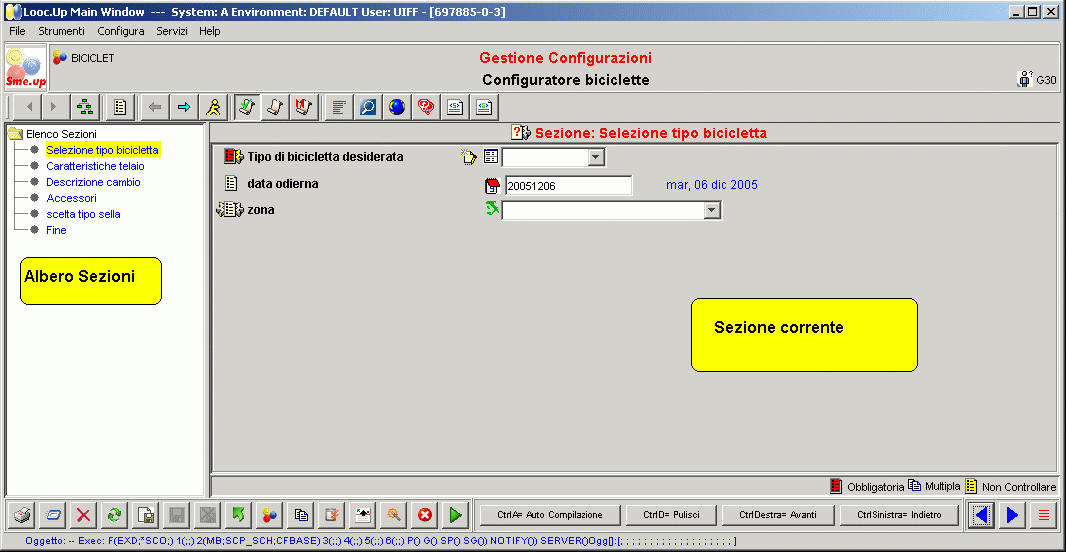 Looc.Up Main Window --- System: A Environment: DEFAULT User: UIFF - [697885-0-3]
File Strumenti Configura Servizi Help
Sme.up
BICICLET
Gestione Configurazioni
Configuratore biciclette
G30
Elenco Sezioni
Selezione tipo bicicletta
Caratteristiche telaio
Descrizione cambio
Accessori
scelta tipo sella
Fine
Albero Sezioni
Sezione: Selezione tipo bicicletta
Tipo di bicicletta desiderata
data odierna 20051206 mar, 06 dic 2005
zona
Sezione corrente
Obbligatoria Multipla Non Controllare
CtrlA= Auto Compilazione CtrlD= Pulisci CtrlDestra= Avanti CtrlSinistra= Indietro
Oggetto: -- Exec: F(EXD;*SCO;) 1(;;) 2(MB;SCP_SCH;CFBASE) 3(;;) 4(;;) 5(;;) 6(;;) P() G() SP() SG() NOTIFY() SERVER()Ogg[]:[; ; ; ; ; ; ; ; ; ; ; ; ; ; ; ; ; ; ; ; ]